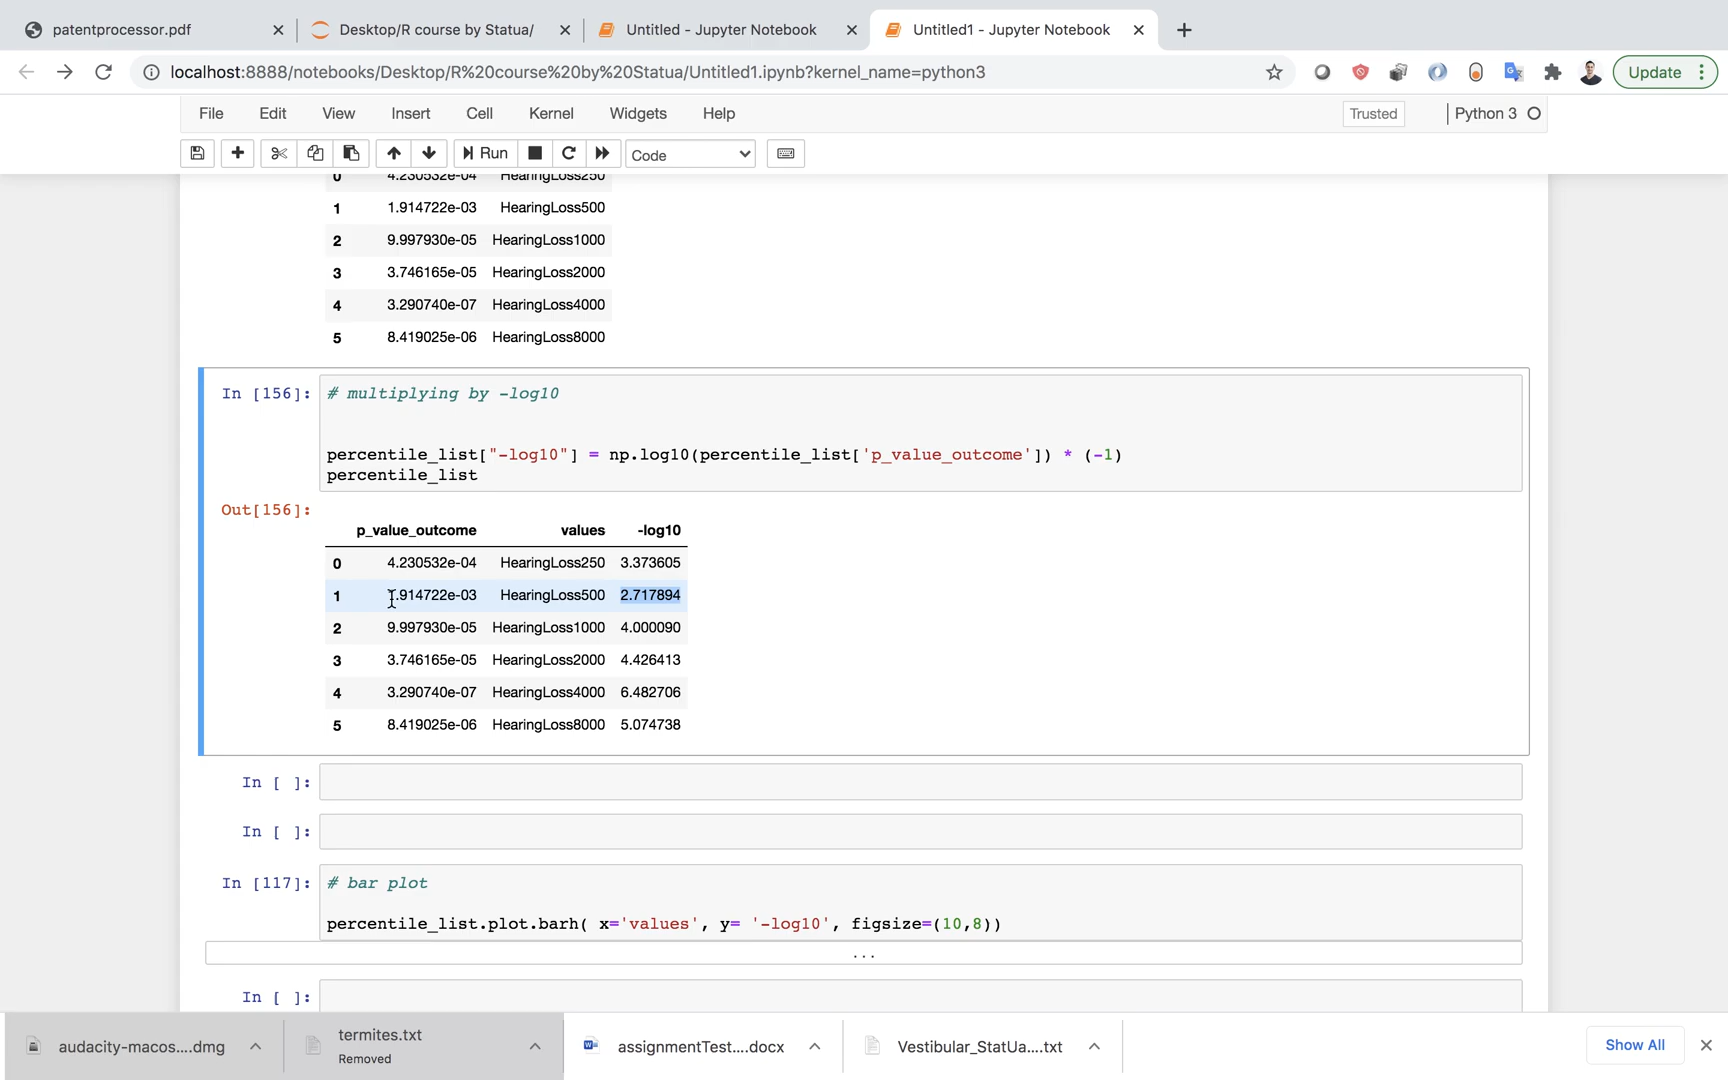 patentprocessor.pdf
Desktop/R course by Statua/
Untitled - Jupyter Notebook
Untitled1 - Jupyter Notebook
localhost:8888/notebooks/Desktop/R%20course%20by%20Statua/Untitled1.ipynb?kernel_name=python3
Update
File Edit View Insert Cell Kernel Widgets Help
Trusted
Python 3
Run
Code
0 4.230532e-04 HearingLoss250
1 1.914722e-03 HearingLoss500
2 9.997930e-05 HearingLoss1000
3 3.746165e-05 HearingLoss2000
4 3.290740e-07 HearingLoss4000
5 8.419025e-06 HearingLoss8000
In [156]: # multiplying by -log10
percentile_list["-log10"] = np.log10(percentile_list['p_value_outcome']) * (-1)
percentile_list
Out[156]:
p_value_outcome values -log10
0 4.230532e-04 HearingLoss250 3.373605
1 1.914722e-03 HearingLoss500 2.717894
2 9.997930e-05 HearingLoss1000 4.000090
3 3.746165e-05 HearingLoss2000 4.426413
4 3.290740e-07 HearingLoss4000 6.482706
5 8.419025e-06 HearingLoss8000 5.074738
In [ ]:
In [ ]:
In [117]: # bar plot
percentile_list.plot.barh( x='values', y= '-log10', figsize=(10,8))
...
In [ ]:
audacity-macos....dmg
termites.txt
Removed
assignmentTest....docx
Vestibular_StatUa....txt
Show All